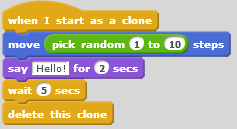 when I start as a clone
move pick random 1 to 10 steps
say Hello! for 2 secs
wait 5 secs
delete this clone